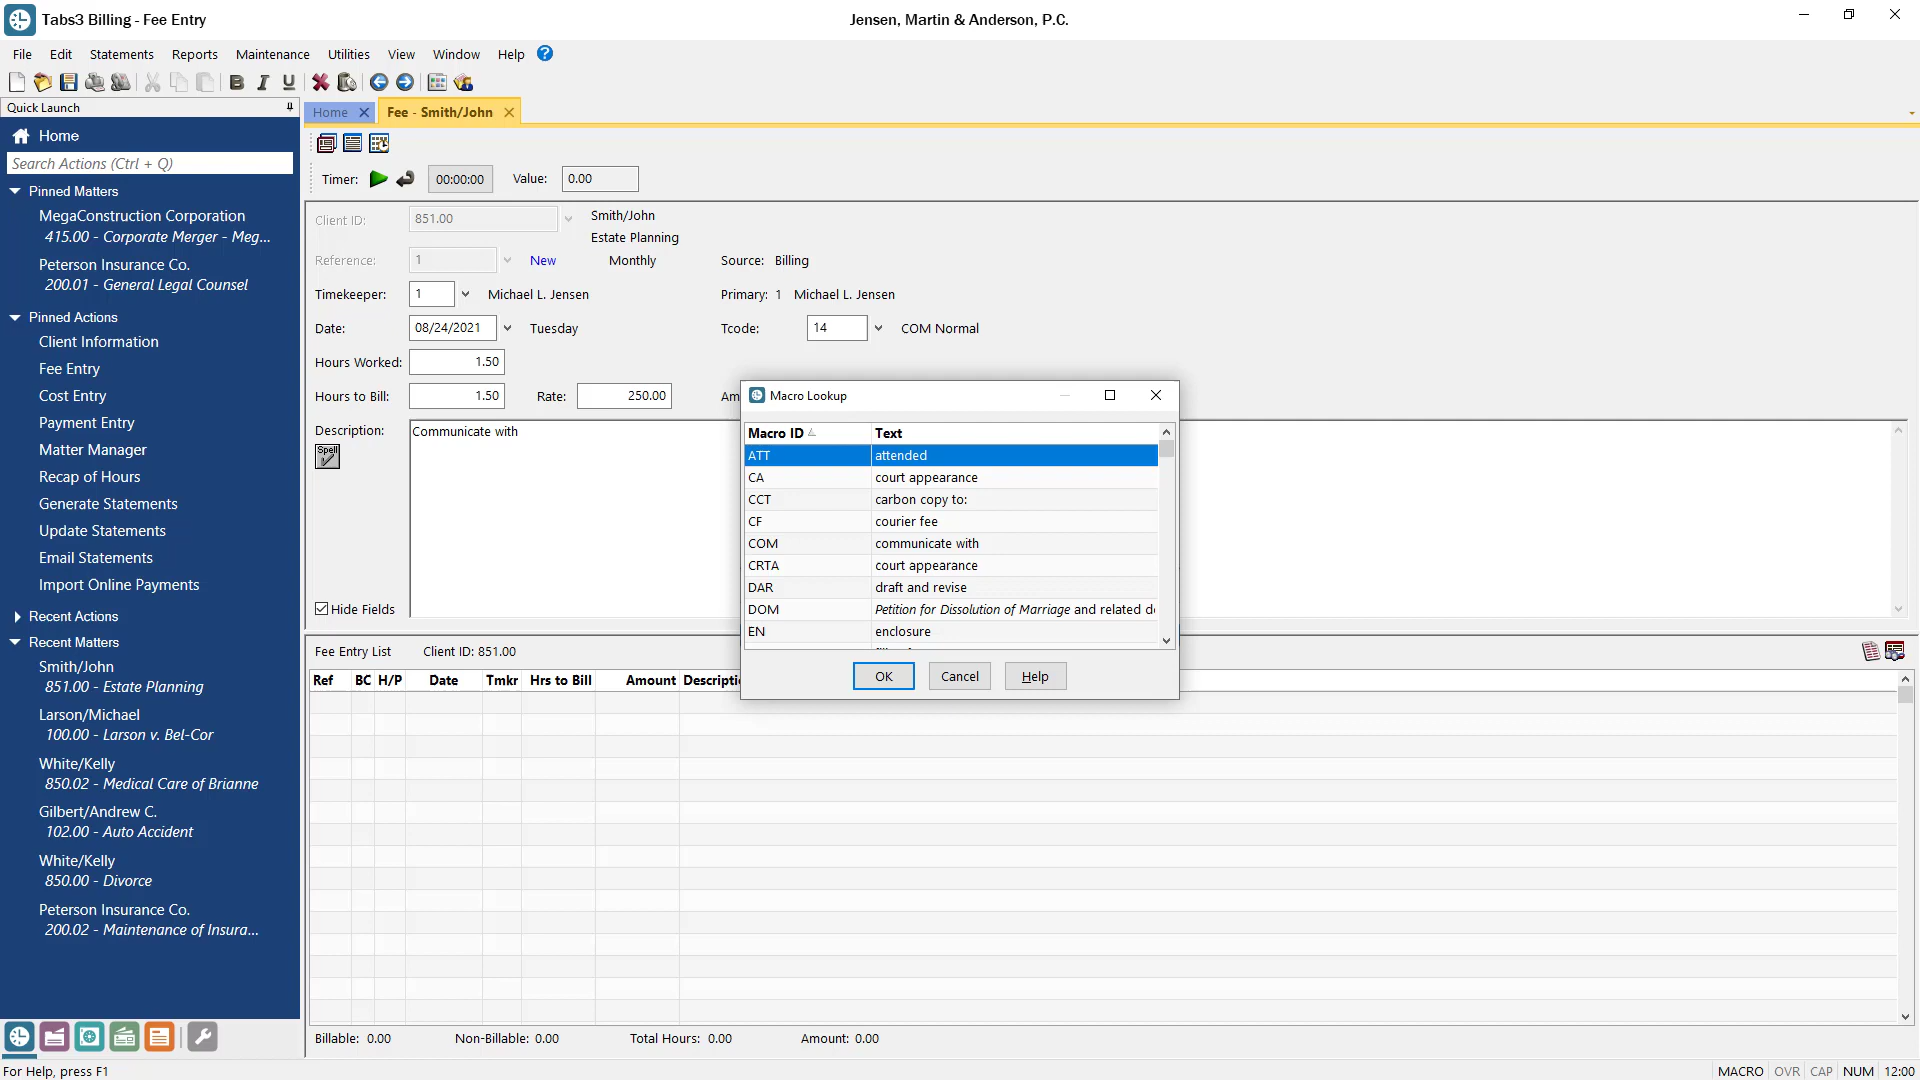 Tabs3 Billing - Fee Entry
Jensen, Martin & Anderson, P.C.
File Edit Statements Reports Maintenance Utilities View Window Help
Quick Launch
Home
Fee - Smith/John
Home
Search Actions (Ctrl + Q)
Pinned Matters
MegaConstruction Corporation
415.00 - Corporate Merger - Meg...
Peterson Insurance Co.
200.01 - General Legal Counsel
Pinned Actions
Client Information
Fee Entry
Cost Entry
Payment Entry
Matter Manager
Recap of Hours
Generate Statements
Update Statements
Email Statements
Import Online Payments
Recent Actions
Recent Matters
Smith/John
851.00 - Estate Planning
Larson/Michael
100.00 - Larson v. Bel-Cor
White/Kelly
850.02 - Medical Care of Brianne
Gilbert/Andrew C.
102.00 - Auto Accident
White/Kelly
850.00 - Divorce
Peterson Insurance Co.
200.02 - Maintenance of Insura...
Timer: 00:00:00 Value: 0.00
Client ID: 851.00 Smith/John
Estate Planning
Reference: 1 New Monthly Source: Billing
Timekeeper: 1 Michael L. Jensen Primary: 1 Michael L. Jensen
Date: 08/24/2021 Tuesday Tcode: 14 COM Normal
Hours Worked: 1.50
Hours to Bill: 1.50 Rate: 250.00 Am
Description: Communicate with
Spell
Hide Fields
Macro Lookup
Macro ID Text
ATT attended
CA court appearance
CCT carbon copy to:
CF courier fee
COM communicate with
CRTA court appearance
DAR draft and revise
DOM Petition for Dissolution of Marriage and related d
EN enclosure
OK Cancel Help
Fee Entry List Client ID: 851.00
Ref BC H/P Date Tmkr Hrs to Bill Amount Descripti
Billable: 0.00 Non-Billable: 0.00 Total Hours: 0.00 Amount: 0.00
For Help, press F1
MACRO OVR CAP NUM 12:00